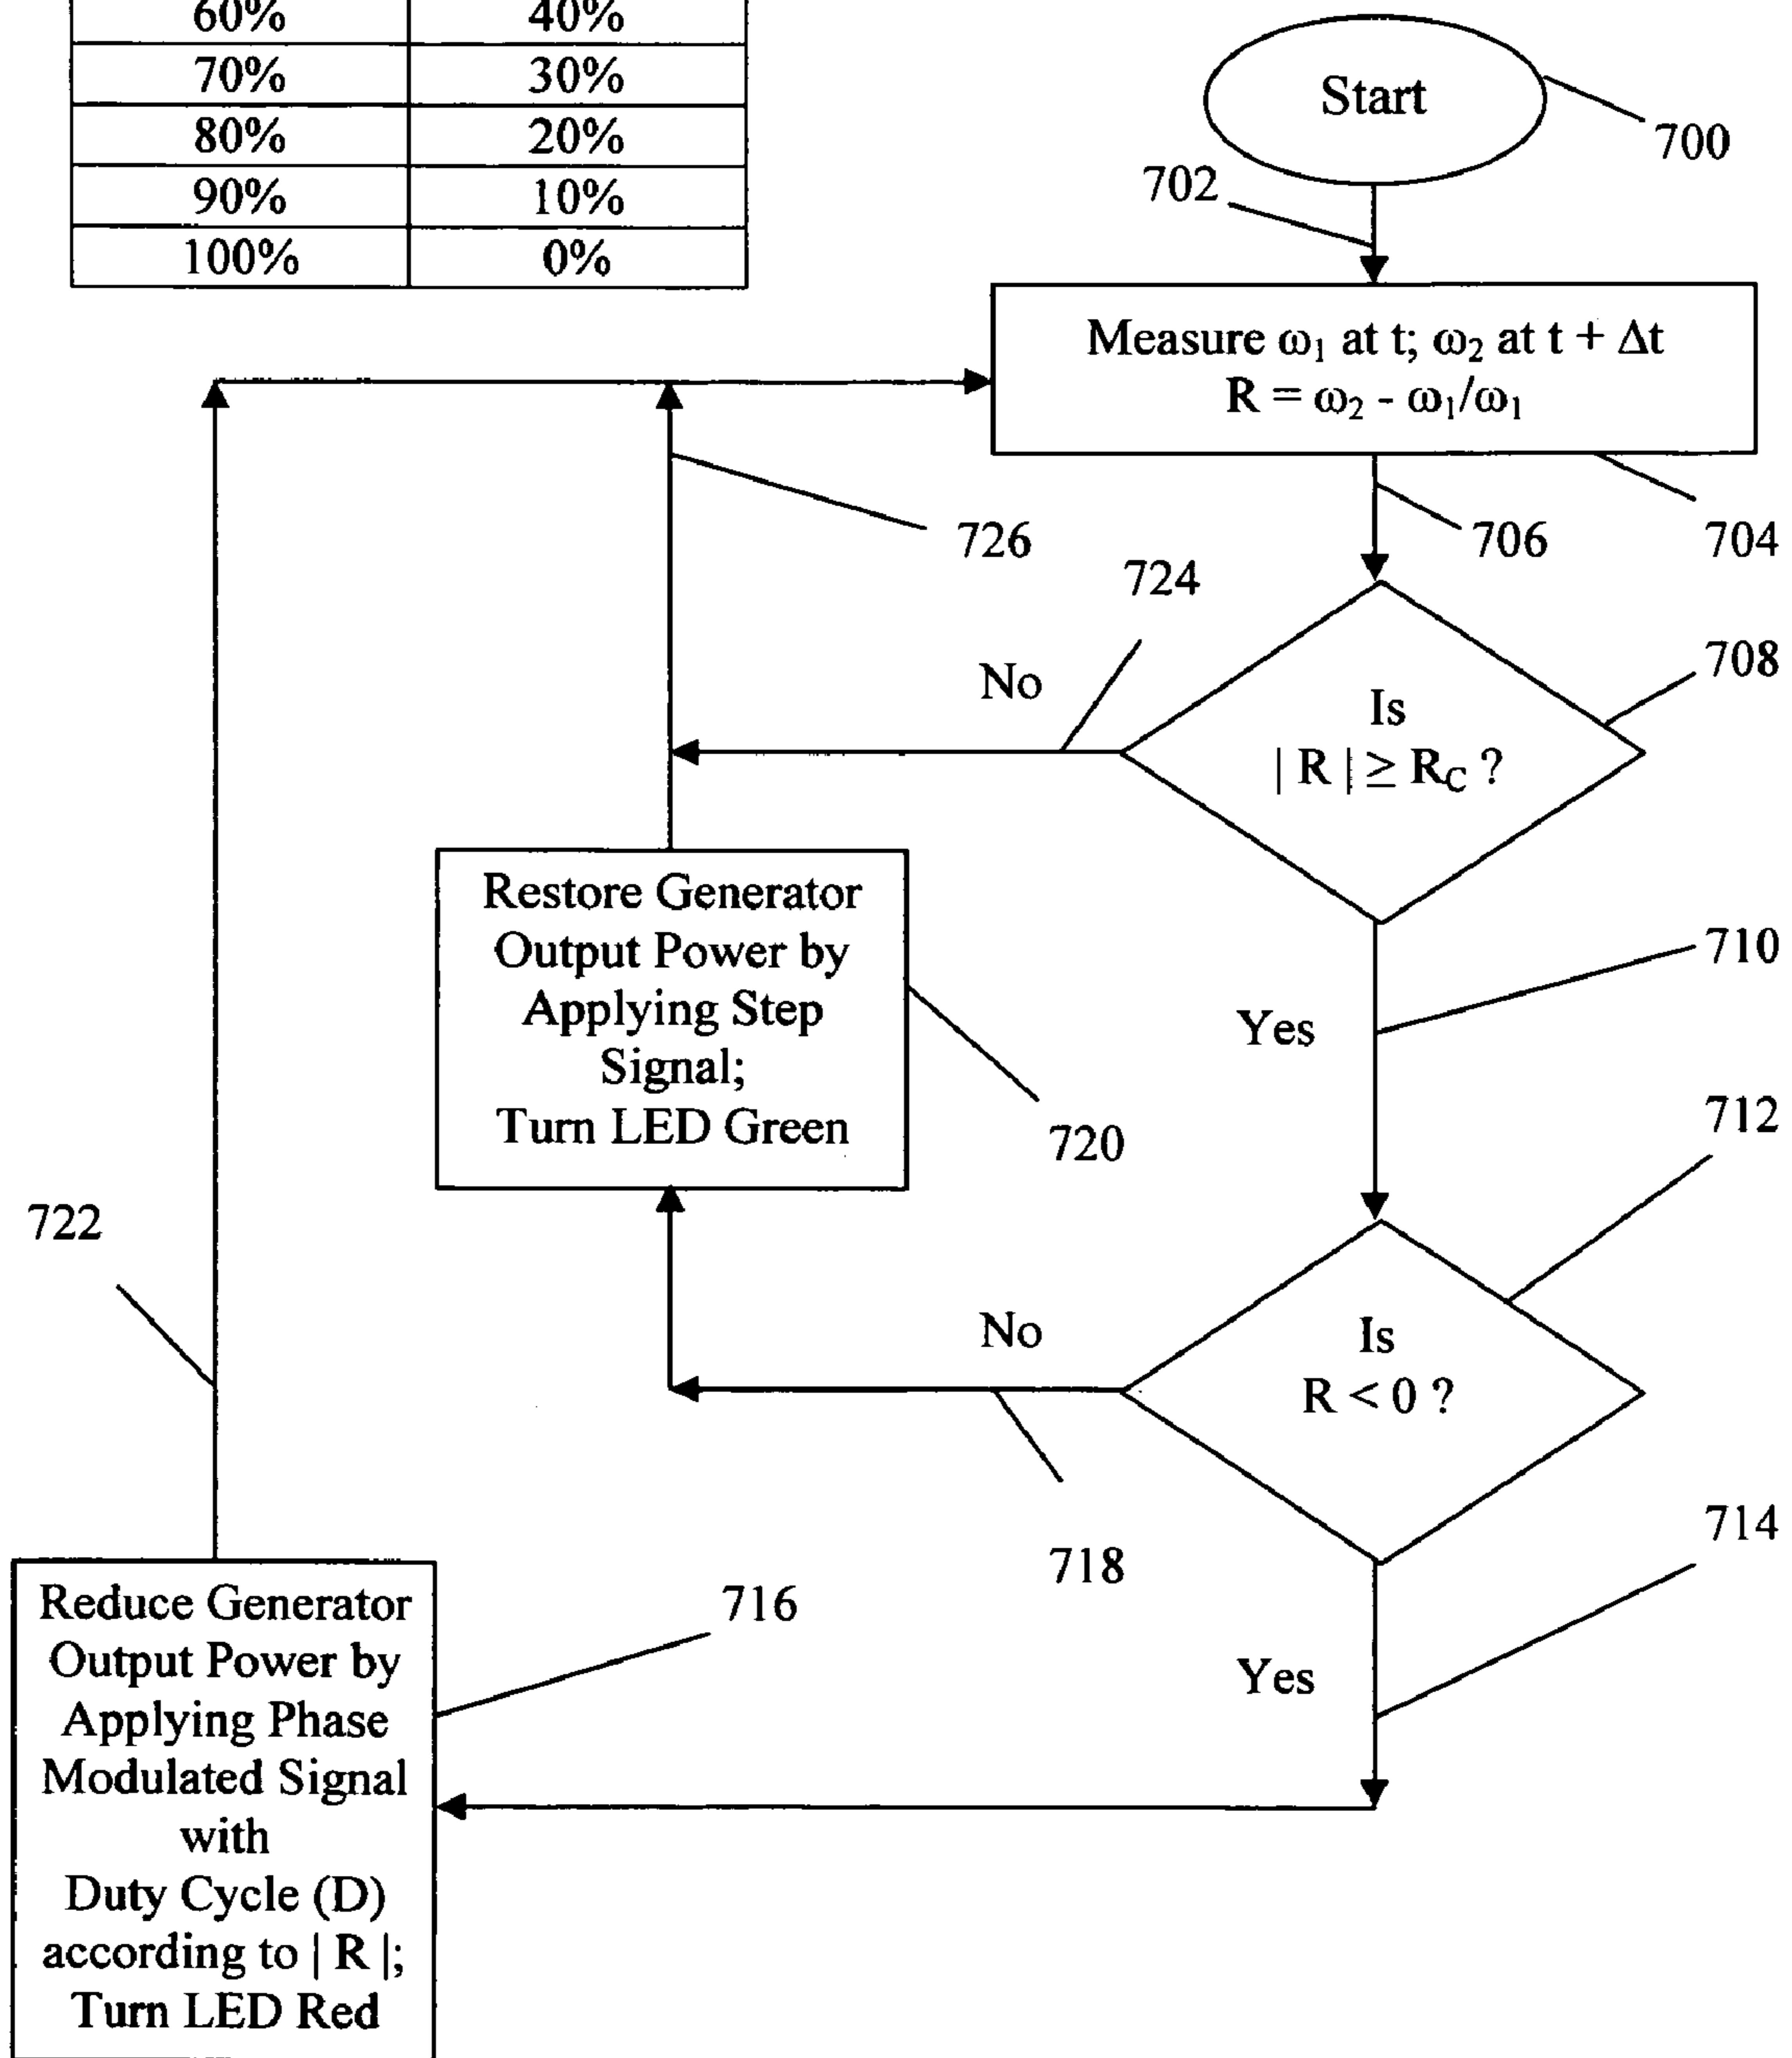 60% 40%
70% 30%
80% 20%
90% 10%
100% 0%
Start
700
702
Measure ω₁ at t; ω₂ at t + Δt
R = ω₂ - ω₁/ω₁
726
706
704
724
No
708
Is
| R | ≥ R_C ?
Restore Generator
Output Power by
Applying Step
Signal;
Turn LED Green
710
Yes
720
712
722
No
Is
R < 0 ?
718
714
Reduce Generator
Output Power by
Applying Phase
Modulated Signal
with
Duty Cycle (D)
according to | R |;
Turn LED Red
716
Yes